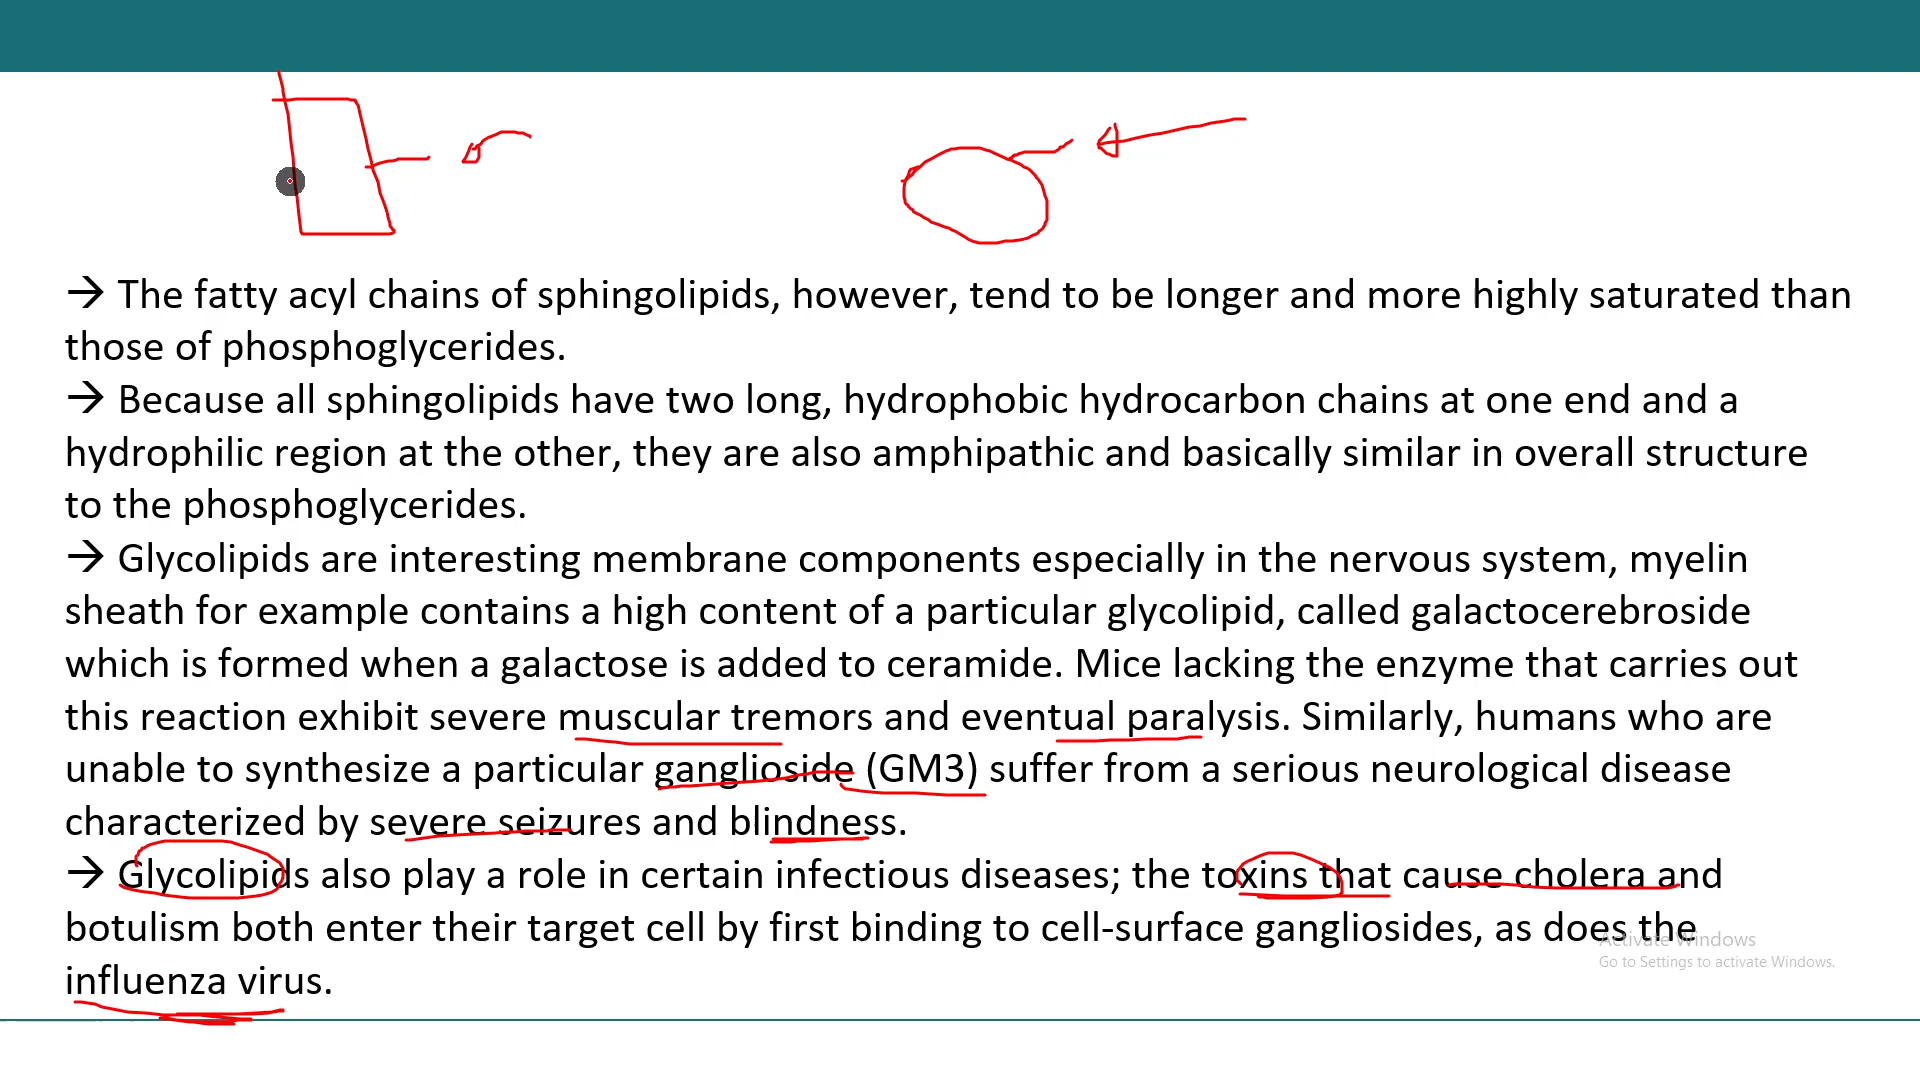 → The fatty acyl chains of sphingolipids, however, tend to be longer and more highly saturated than
those of phosphoglycerides.
→ Because all sphingolipids have two long, hydrophobic hydrocarbon chains at one end and a
hydrophilic region at the other, they are also amphipathic and basically similar in overall structure
to the phosphoglycerides.
→ Glycolipids are interesting membrane components especially in the nervous system, myelin
sheath for example contains a high content of a particular glycolipid, called galactocerebroside
which is formed when a galactose is added to ceramide. Mice lacking the enzyme that carries out
this reaction exhibit severe muscular tremors and eventual paralysis. Similarly, humans who are
unable to synthesize a particular ganglioside (GM3) suffer from a serious neurological disease
characterized by severe seizures and blindness.
→ Glycolipids also play a role in certain infectious diseases; the toxins that cause cholera and
botulism both enter their target cell by first binding to cell-surface gangliosides, as does the
influenza virus.
Activate Windows
Go to Settings to activate Windows.